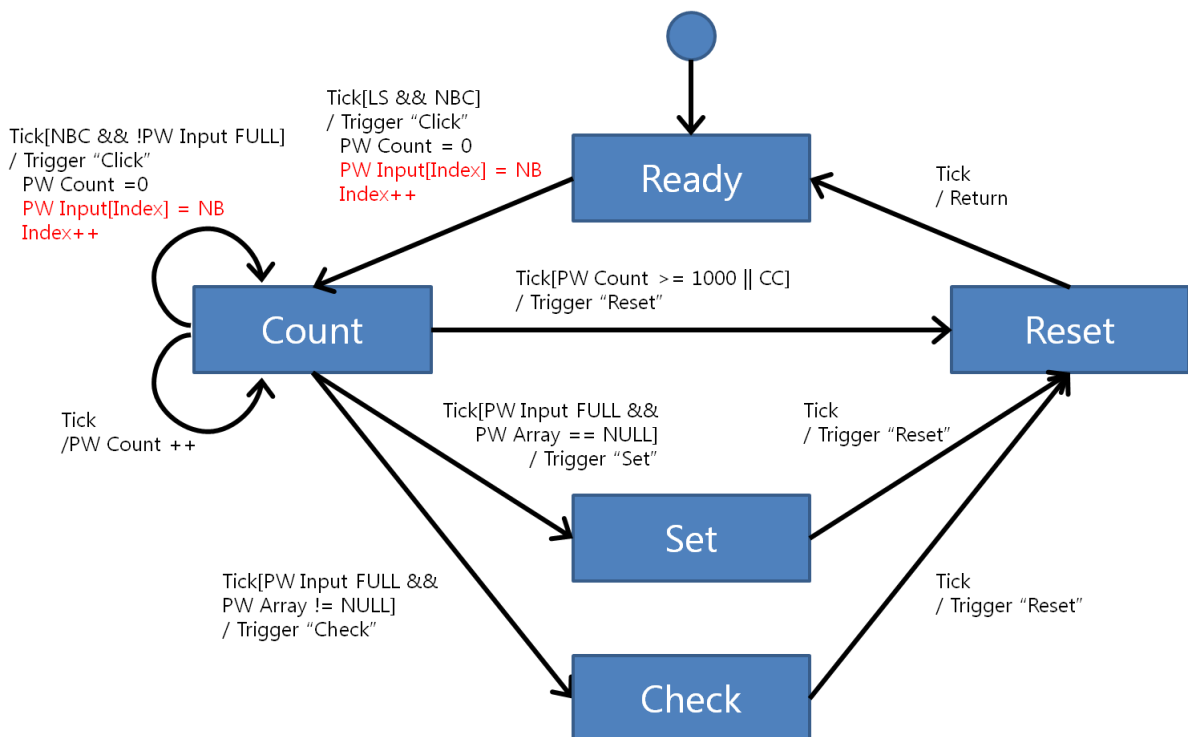 Tick[LS && NBC]
/ Trigger “Click”
PW Count = 0
PW Input[Index] = NB
Index++
Tick[NBC && !PW Input FULL]
/ Trigger “Click”
PW Count =0
PW Input[Index] = NB
Index++
Ready
Tick
/ Return
Tick[PW Count >= 1000 || CC]
/ Trigger “Reset”
Count
Reset
Tick
/PW Count ++
Tick[PW Input FULL &&
PW Array == NULL]
/ Trigger “Set”
Tick
/ Trigger “Reset”
Set
Tick[PW Input FULL &&
PW Array != NULL]
/ Trigger “Check”
Tick
/ Trigger “Reset”
Check